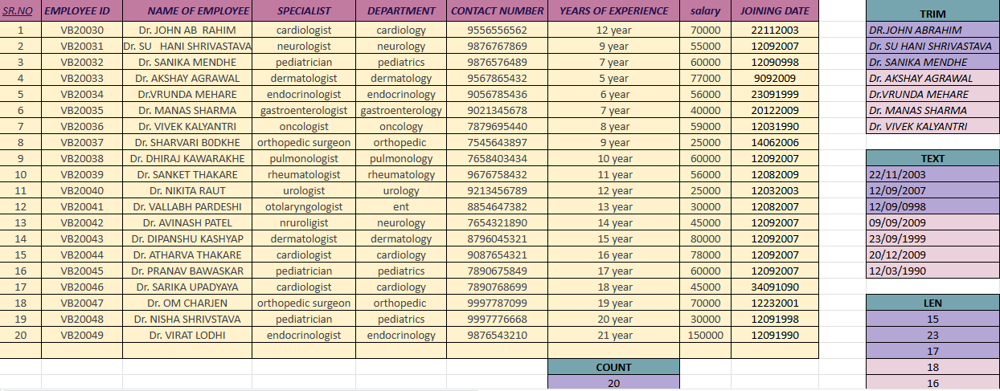 SR.NO EMPLOYEE ID NAME OF EMPLOYEE SPECIALIST DEPARTMENT CONTACT NUMBER YEARS OF EXPERIENCE salary JOINING DATE
1 VB20030 Dr. JOHN AB RAHIM cardiologist cardiology 9556556562 12 year 70000 22112003
2 VB20031 Dr. SU HANI SHRIVASTAVA neurologist neurology 9876767869 9 year 55000 12092007
3 VB20032 Dr. SANIKA MENDHE pediatrician pediatrics 9876576489 7 year 60000 12090998
4 VB20033 Dr. AKSHAY AGRAWAL dermatologist dermatology 9567865432 5 year 77000 9092009
5 VB20034 Dr.VRUNDA MEHARE endocrinologist endocrinology 9056785436 6 year 56000 23091999
6 VB20035 Dr. MANAS SHARMA gastroenterologist gastroenterology 9021345678 7 year 40000 20122009
7 VB20036 Dr. VIVEK KALYANTRI oncologist oncology 7879695440 8 year 59000 12031990
8 VB20037 Dr. SHARVARI B0DKHE orthopedic surgeon orthopedic 7545643897 9 year 25000 14062006
9 VB20038 Dr. DHIRAJ KAWARAKHE pulmonologist pulmonology 7658403434 10 year 60000 12092007
10 VB20039 Dr. SANKET THAKARE rheumatologist rheumatology 9676758432 11 year 56000 12082009
11 VB20040 Dr. NIKITA RAUT urologist urology 9213456789 12 year 25000 12032003
12 VB20041 Dr. VALLABH PARDESHI otolaryngologist ent 8854647382 13 year 30000 12082007
13 VB20042 Dr. AVINASH PATEL nruroligist neurology 7654321890 14 year 45000 12092007
14 VB20043 Dr. DIPANSHU KASHYAP dermatologist dermatology 8796045321 15 year 80000 12092007
15 VB20044 Dr. ATHARVA THAKARE cardiologist cardiology 9087654321 16 year 78000 12092007
16 VB20045 Dr. PRANAV BAWASKAR pediatrician pediatrics 7890675849 17 year 60000 12092007
17 VB20046 Dr. SARIKA UPADYAYA cardiologist cardiology 7890768699 18 year 45000 34091090
18 VB20047 Dr. OM CHARJEN orthopedic surgeon orthopedic 9997787099 19 year 70000 12232001
19 VB20048 Dr. NISHA SHRIVSTAVA pediatrician pediatrics 9997776668 20 year 30000 12091998
20 VB20049 Dr. VIRAT LODHI endocrinologist endocrinology 9876543210 21 year 150000 12091990
COUNT
20
TRIM
DR.JOHN ABRAHIM
Dr. SU HANI SHRIVASTAVA
Dr. SANIKA MENDHE
Dr. AKSHAY AGRAWAL
Dr.VRUNDA MEHARE
Dr. MANAS SHARMA
Dr. VIVEK KALYANTRI
TEXT
22/11/2003
12/09/2007
12/09/0998
09/09/2009
23/09/1999
20/12/2009
12/03/1990
LEN
15
23
17
18
16